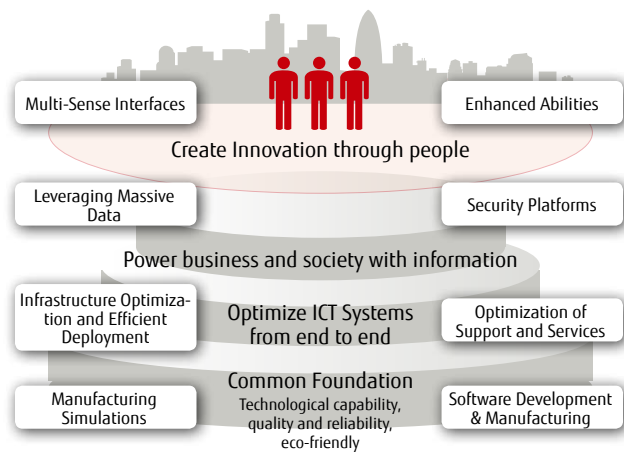 Multi-Sense Interfaces
Enhanced Abilities
Create Innovation through people
Leveraging Massive
Data
Security Platforms
Power business and society with information
Infrastructure Optimiza-
tion and Efficient
Deployment
Optimize ICT Systems
from end to end
Optimization of
Support and Services
Common Foundation
Technological capability,
quality and reliability,
eco-friendly
Manufacturing
Simulations
Software Development
& Manufacturing